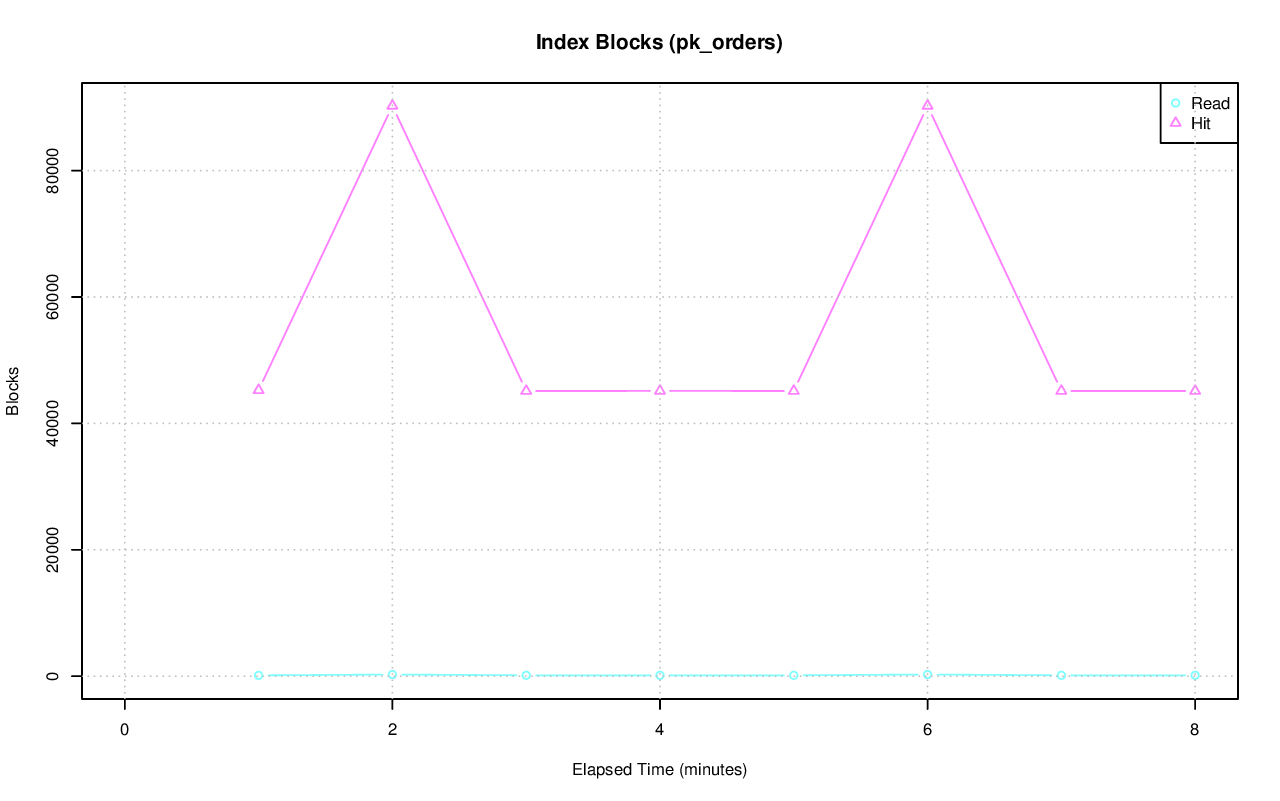 Index Blocks (pk_orders)
Read
Hit
80000
60000
40000
20000
0
Blocks
0 2 4 6 8
Elapsed Time (minutes)